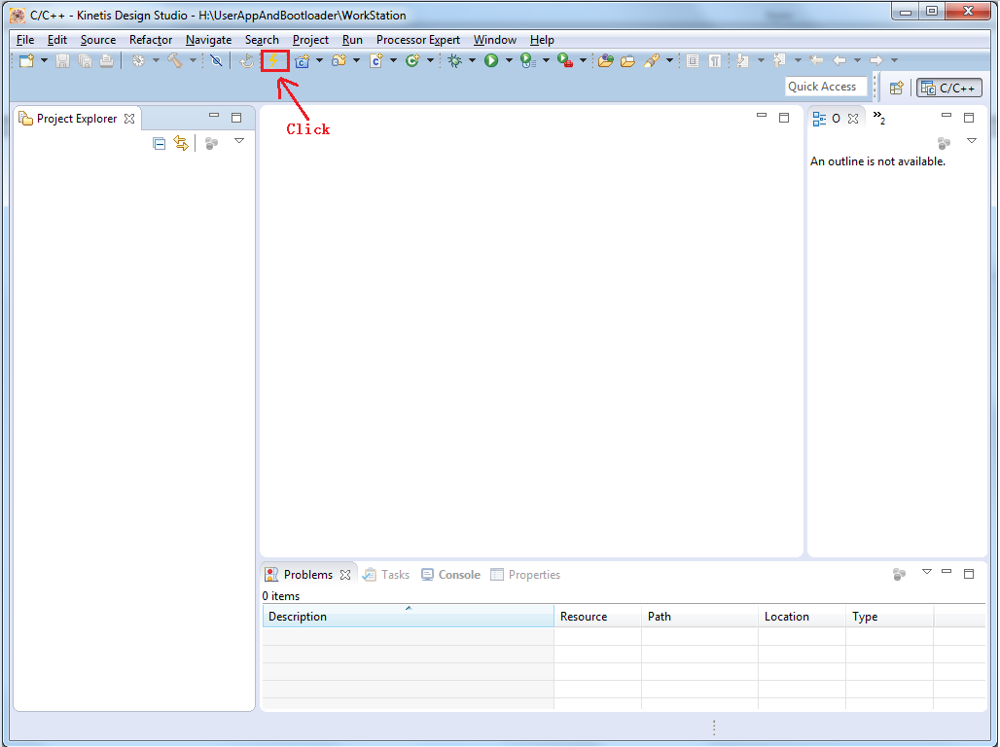 C/C++ - Kinetis Design Studio - H:\UserAppAndBootloader\WorkStation
File Edit Source Refactor Navigate Search Project Run Processor Expert Window Help
Quick Access
C/C++
Click
Project Explorer
O
2
An outline is not available.
Problems Tasks Console Properties
0 items
Description Resource Path Location Type